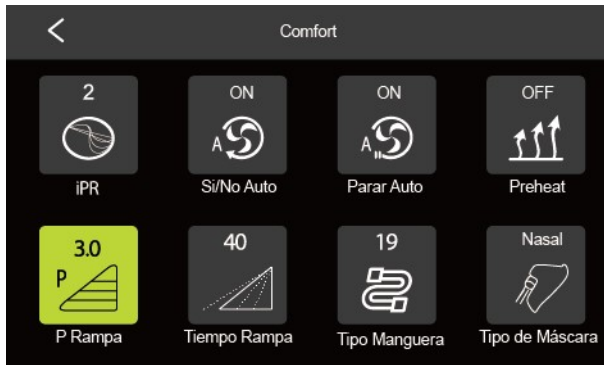 Comfort
2 ON ON OFF
A A
iPR Si/No Auto Parar Auto Preheat
3.0 40 19 Nasal
P
P Rampa Tiempo Rampa Tipo Manguera Tipo de Máscara